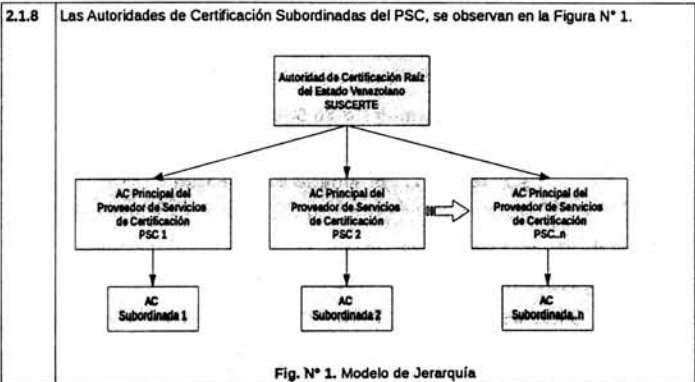 2.1.8 Las Autoridades de Certificación Subordinadas del PSC, se observan en la Figura N° 1.
Autoridad de Certificación Raíz
del Estado Venezolano
SUSCERTE
AC Principal del
Proveedor de Servicios
de Certificación
PSC 1
AC Principal del
Proveedor de Servicios
de Certificación
PSC 2
AC Principal del
Proveedor de Servicios
de Certificación
PSC..n
AC
Subordinada 1
AC
Subordinada 2
AC
Subordinada..n
Fig. N° 1. Modelo de Jerarquía